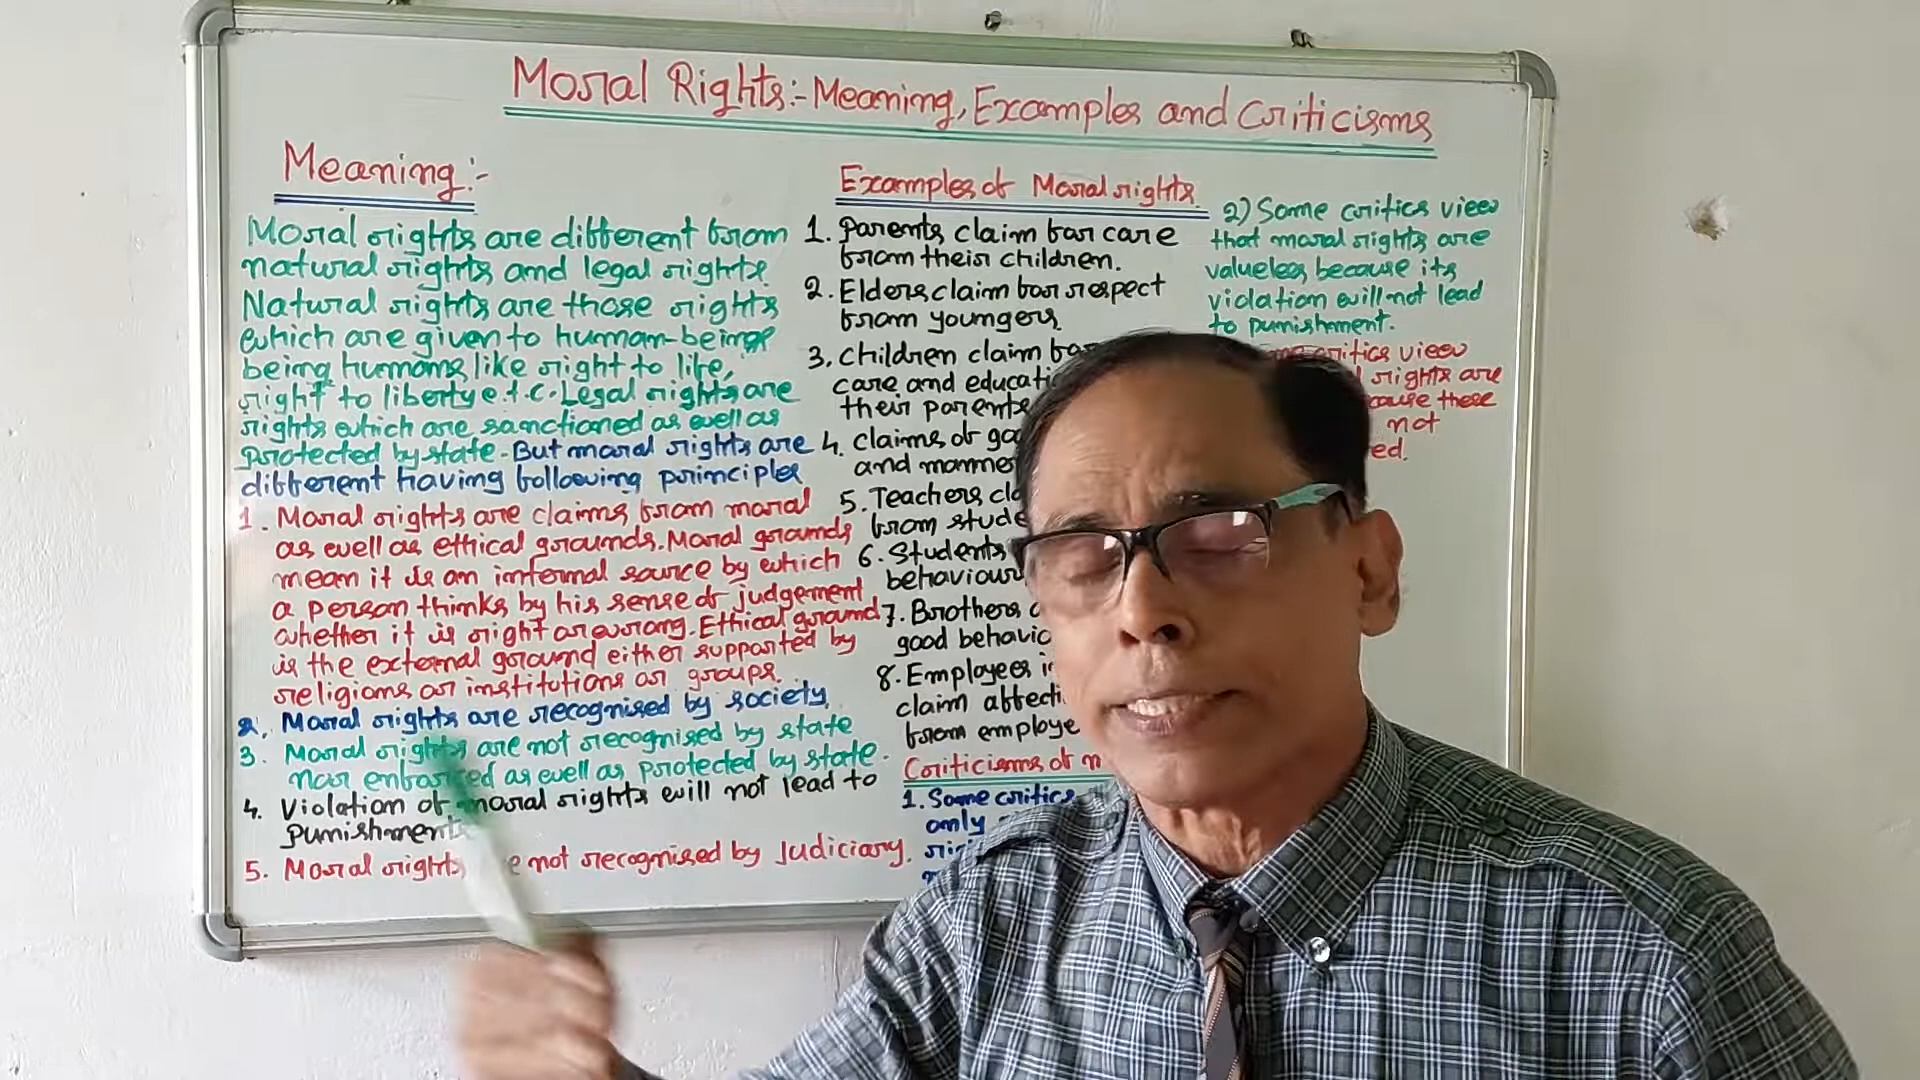 Moral Rights:- Meaning, Examples and Criticisms
Meaning:-
Moral rights are different from
natural rights and legal rights.
Natural rights are those rights
which are given to human-beings
being humans like right to life,
right to liberty e.t.c. Legal rights are
rights which are sanctioned as well as
protected by state. But moral rights are
different having following principles
1. Moral rights are claims from moral
as well as ethical grounds. Moral grounds
mean it is an internal source by which
a person thinks by his sense of judgement
whether it is right or wrong. Ethical ground
is the external ground either supported by
religions or institutions or groups.
2. Moral rights are recognised by society
3. Moral rights are not recognised by state
nor enforced as well as protected by state.
4. Violation of moral rights will not lead to
punishment.
5. Moral rights not recognised by Judiciary.
Examples of Moral rights
1. Parents claim for care
from their children.
2. Elders claim for respect
from youngers.
3. Children claim for
care and educati
their parents
4. Claims of go
and manner
5. Teachers cl
from stude
6. Students
behaviour
7. Brothers
good behavio
8. Employees i
claim affecti
from employe
Criticisms of m
1. Some critics
only
2) Some critics view
that moral rights are
valueless because its
violation will not lead
to punishment.
critics view
rights are
cause these
not
ed.